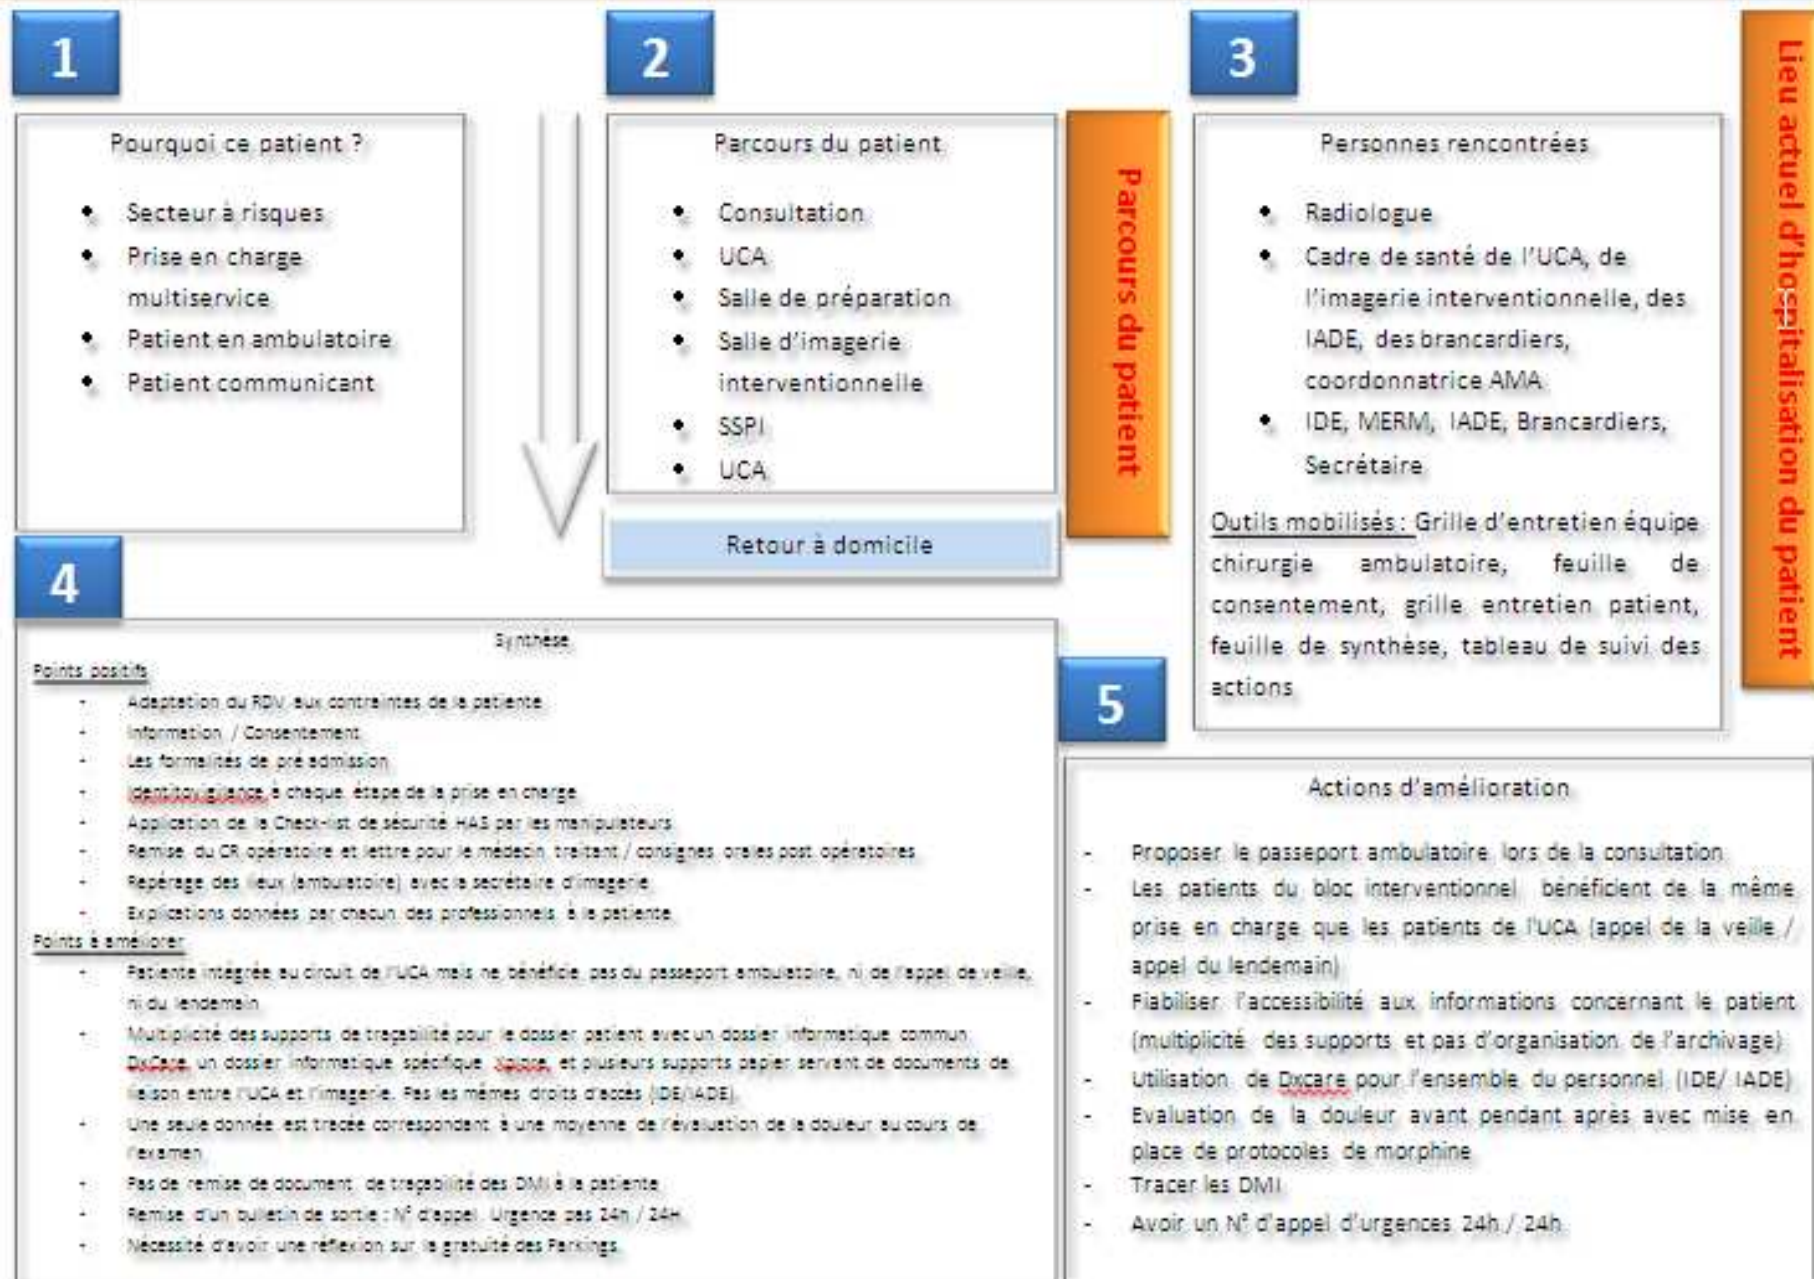 1
Pourquoi ce patient ?
• Secteur à risques
• Prise en charge
multiservice
• Patient en ambulatoire
• Patient communicant
2
Parcours du patient
• Consultation
• UCA
• Salle de préparation
• Salle d'imagerie
interventionnelle
• SSPI
• UCA
Retour à domicile
Parcours du patient
3
Personnes rencontrées
• Radiologue
• Cadre de santé de l'UCA, de
l'imagerie interventionnelle, des
IADE, des brancardiers,
coordonnatrice AMA
• IDE, MERM, IADE, Brancardiers,
Secrétaire
Outils mobilisés : Grille d'entretien équipe
chirurgie ambulatoire, feuille de
consentement, grille entretien patient,
feuille de synthèse, tableau de suivi des
actions
Lieu actuel d'hospitalisation du patient
4
Synthèse
Points positifs
- Adaptation du RDV aux contraintes de la patiente
- Information / Consentement
- Les formalités de pré admission
- Identitovigilance à chaque étape de la prise en charge
- Application de la Check-list de sécurité HAS par les manipulateurs
- Remise du CR opératoire et lettre pour le médecin traitant / consignes orales post opératoires
- Repérage des lieux (ambulatoire) avec la secrétaire d'imagerie
- Explications données par chacun des professionnels à la patiente
Points à améliorer
- Patiente intégrée au circuit de l'UCA mais ne bénéficie pas du passeport ambulatoire, ni de l'appel de veille,
ni du lendemain
- Multiplicité des supports de traçabilité pour le dossier patient avec un dossier informatique commun
DxCare, un dossier informatique spécifique Xplore, et plusieurs supports papier servant de documents de
liaison entre l'UCA et l'imagerie. Pas les mêmes droits d'accès (IDE/IADE).
- Une seule donnée est tracée correspondant à une moyenne de l'évaluation de la douleur au cours de
l'examen
- Pas de remise de document de traçabilité des DMI à la patiente
- Remise d'un bulletin de sortie : N° d'appel Urgence pas 24h / 24H
- Nécessité d'avoir une réflexion sur la gratuité des Parkings.
5
Actions d'amélioration
- Proposer le passeport ambulatoire lors de la consultation
- Les patients du bloc interventionnel bénéficient de la même
prise en charge que les patients de l'UCA (appel de la veille /
appel du lendemain)
- Fiabiliser l'accessibilité aux informations concernant le patient
(multiplicité des supports et pas d'organisation de l'archivage)
- Utilisation de Dxcare pour l'ensemble du personnel (IDE/ IADE)
- Evaluation de la douleur avant pendant après avec mise en
place de protocoles de morphine
- Tracer les DMI
- Avoir un N° d'appel d'urgences 24h / 24h